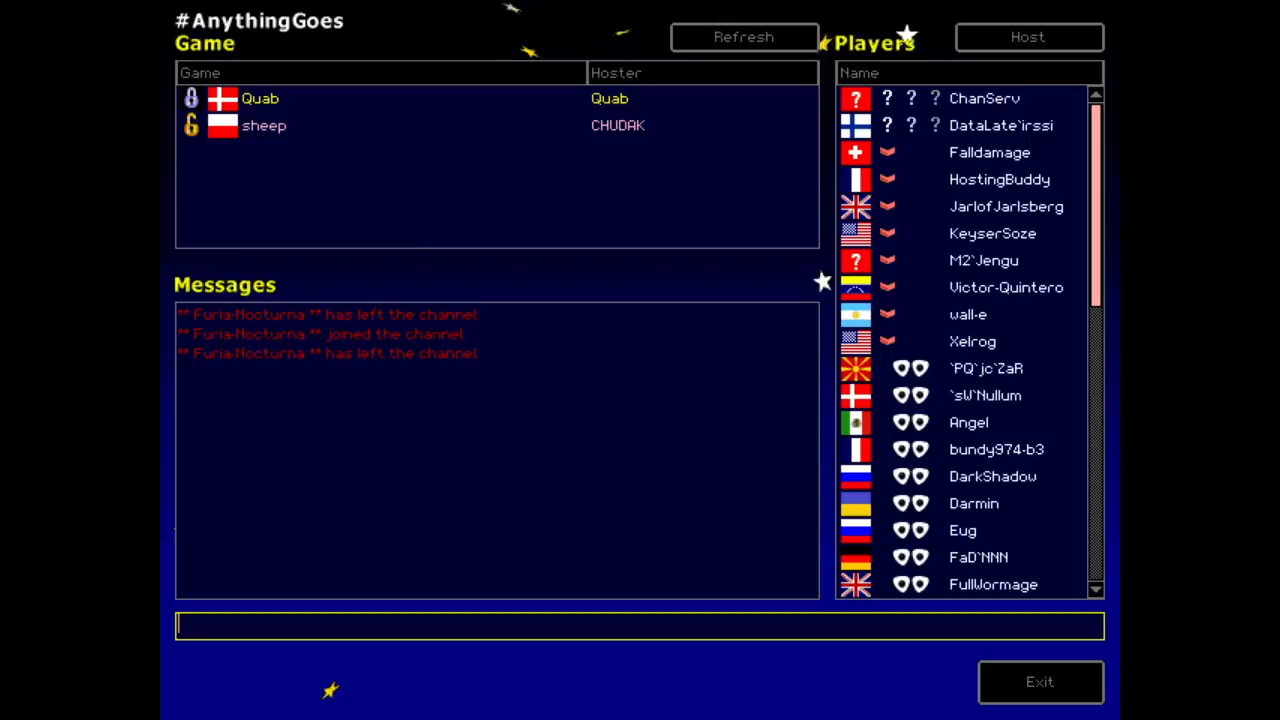 #AnythingGoes
Game
Refresh
Players
Host
Game Hoster
Quab Quab
sheep CHUDAK
Messages
** Furia-Nocturna ** has left the channel
** Furia-Nocturna ** joined the channel
** Furia-Nocturna ** has left the channel
Name
? ? ? ? ChanServ
? ? ? DataLate`irssi
Falldamage
HostingBuddy
JarlofJarlsberg
KeyserSoze
? M2`Jengu
Victor-Quintero
wall-e
Xelrog
`PQ`jc`ZaR
`sW`Nullum
Angel
bundy974-b3
DarkShadow
Darmin
Eug
FaD`NNN
FullWormage
Exit